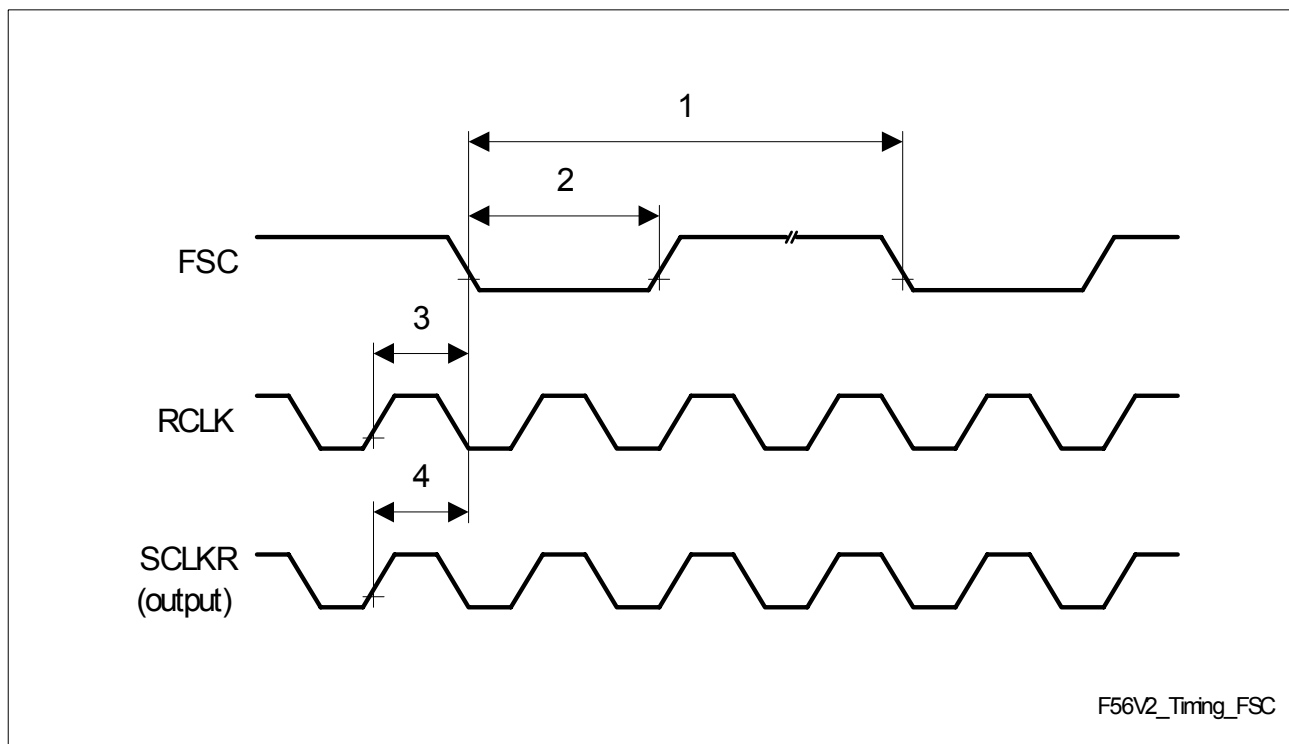 1
2
FSC
3
RCLK
4
SCLKR
(output)
F56V2_Timing_FSC